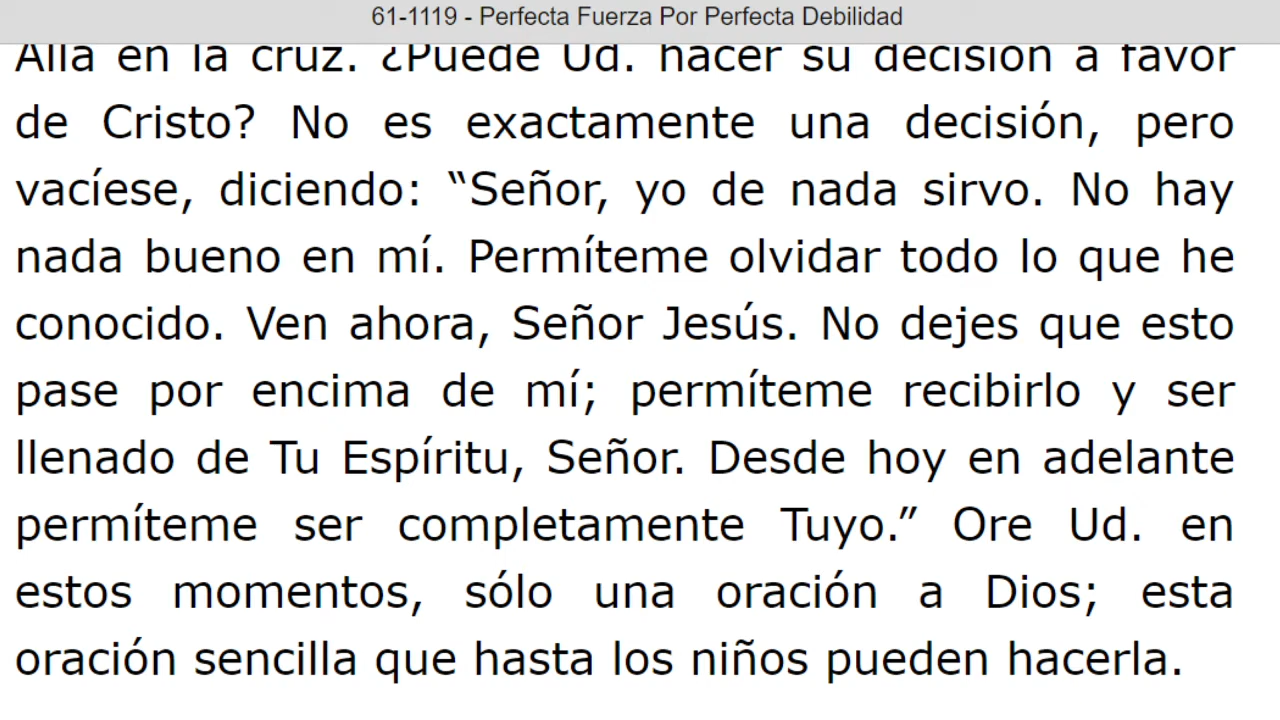 61-1119 - Perfecta Fuerza Por Perfecta Debilidad
Allá en la cruz. ¿Puede Ud. hacer su decisión a favor
de Cristo? No es exactamente una decisión, pero
vacíese, diciendo: “Señor, yo de nada sirvo. No hay
nada bueno en mí. Permíteme olvidar todo lo que he
conocido. Ven ahora, Señor Jesús. No dejes que esto
pase por encima de mí; permíteme recibirlo y ser
llenado de Tu Espíritu, Señor. Desde hoy en adelante
permíteme ser completamente Tuyo.” Ore Ud. en
estos momentos, sólo una oración a Dios; esta
oración sencilla que hasta los niños pueden hacerla.